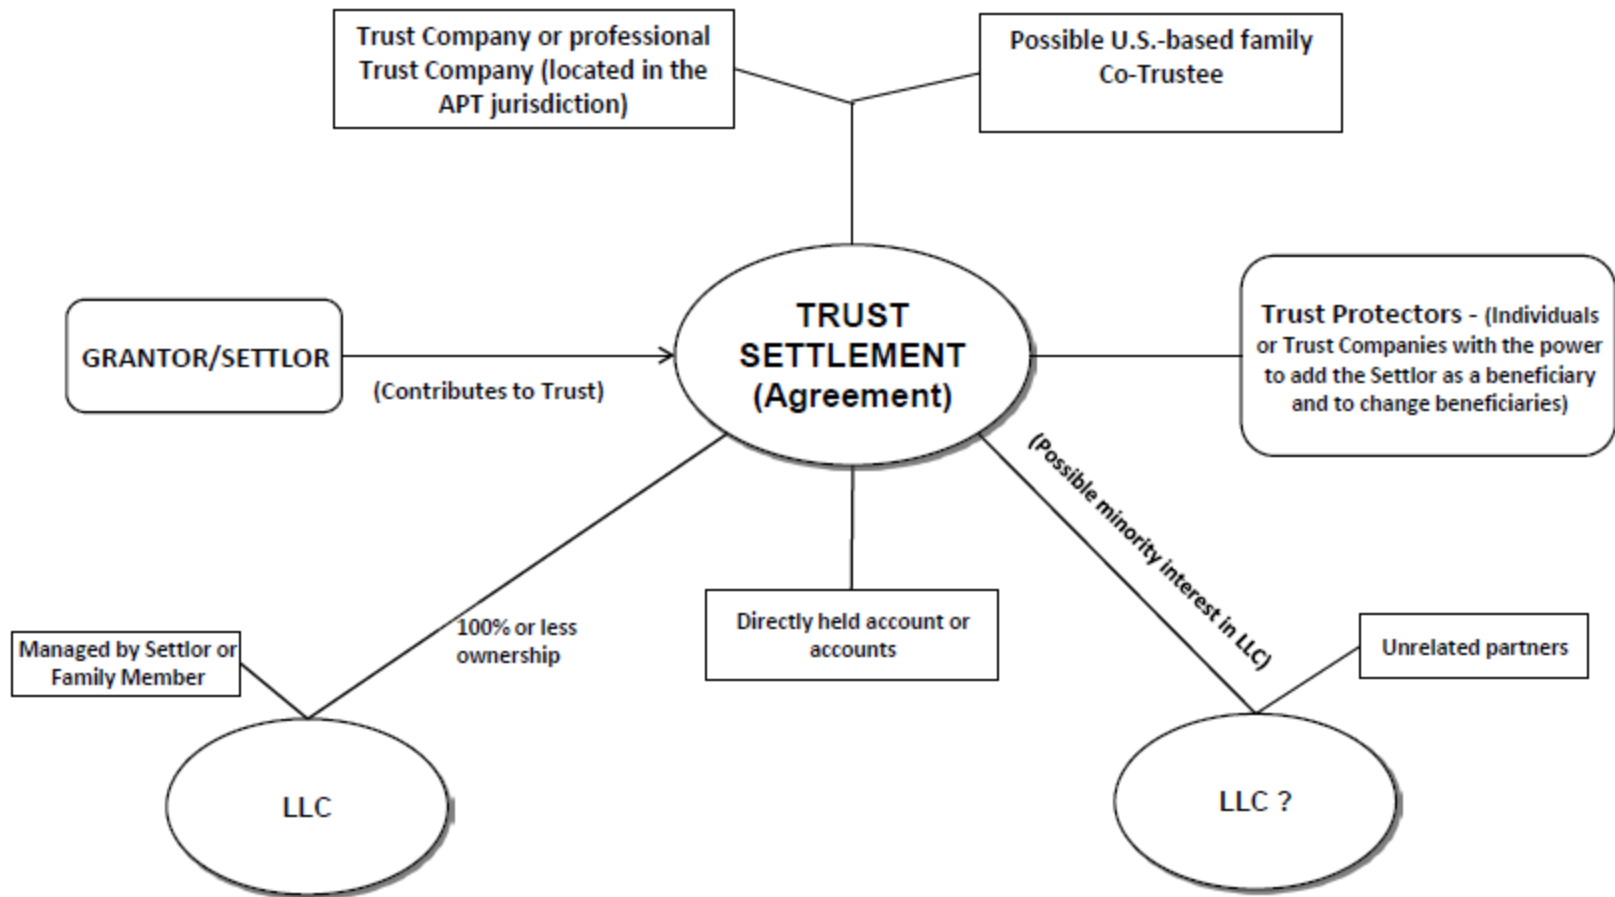 Trust Company or professional
Trust Company (located in the
APT jurisdiction)
Possible U.S.-based family
Co-Trustee
GRANTOR/SETTLOR
(Contributes to Trust)
TRUST
SETTLEMENT
(Agreement)
Trust Protectors - (Individuals
or Trust Companies with the power
to add the Settlor as a beneficiary
and to change beneficiaries)
Managed by Settlor or
Family Member
100% or less
ownership
Directly held account or
accounts
(Possible minority interest in LLC)
Unrelated partners
LLC
LLC ?